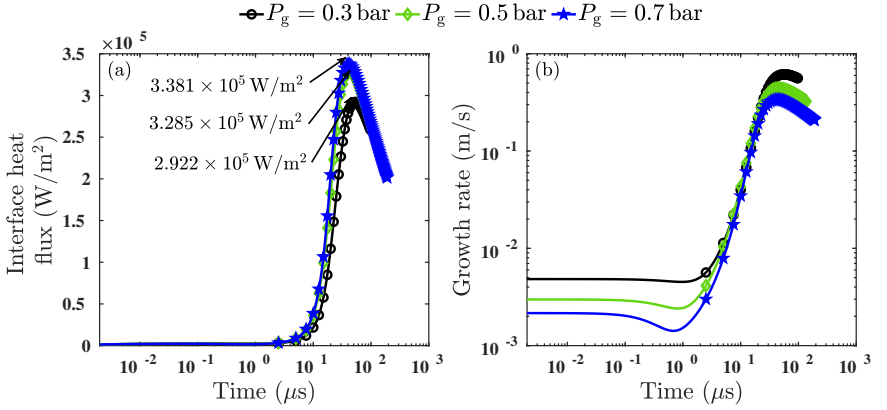 P_g = 0.3 bar P_g = 0.5 bar P_g = 0.7 bar
× 10^5
(a)
3.381 × 10^5 W/m^2
3.285 × 10^5 W/m^2
2.922 × 10^5 W/m^2
3.5
3
2.5
2
1.5
1
0.5
0
Interface heat
flux (W/m^2)
10^-2 10^-1 10^0 10^1 10^2 10^3
Time (μs)
(b)
10^0
10^-1
10^-2
10^-3
Growth rate (m/s)
10^-2 10^-1 10^0 10^1 10^2 10^3
Time (μs)